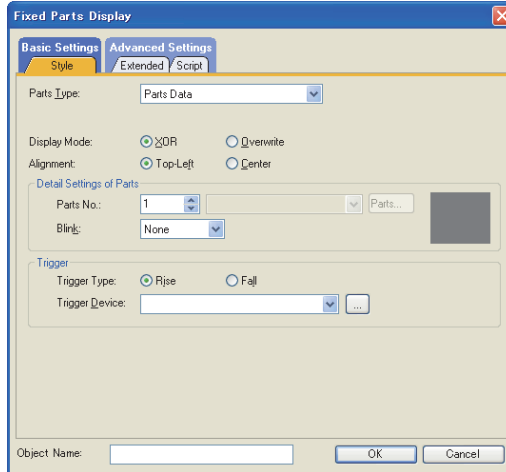 Fixed Parts Display
Basic Settings Advanced Settings
Style Extended Script
Parts Type: Parts Data
Display Mode: XOR Overwrite
Alignment: Top-Left Center
Detail Settings of Parts
Parts No.: 1 Parts...
Blink: None
Trigger
Trigger Type: Rise Fall
Trigger Device: ...
Object Name: OK Cancel